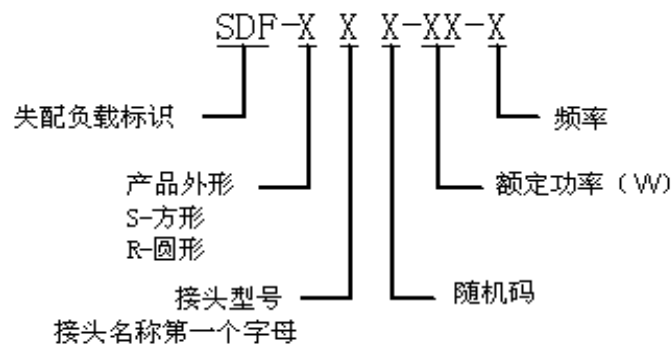 SDF-X X X-XX-X
失配负载标识
频率
产品外形
S-方形
R-圆形
额定功率（W）
接头型号
接头名称第一个字母
随机码